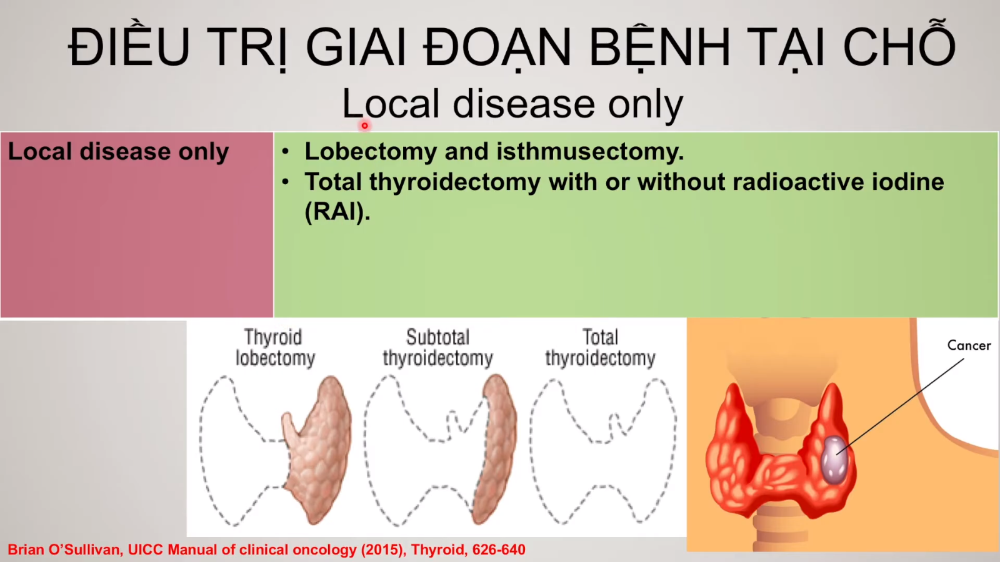 ĐIỀU TRỊ GIAI ĐOẠN BỆNH TẠI CHỖ
Local disease only
Local disease only
• Lobectomy and isthmusectomy.
• Total thyroidectomy with or without radioactive iodine
(RAI).
Thyroid
lobectomy
Subtotal
thyroidectomy
Total
thyroidectomy
Cancer
Brian O’Sullivan, UICC Manual of clinical oncology (2015), Thyroid, 626-640